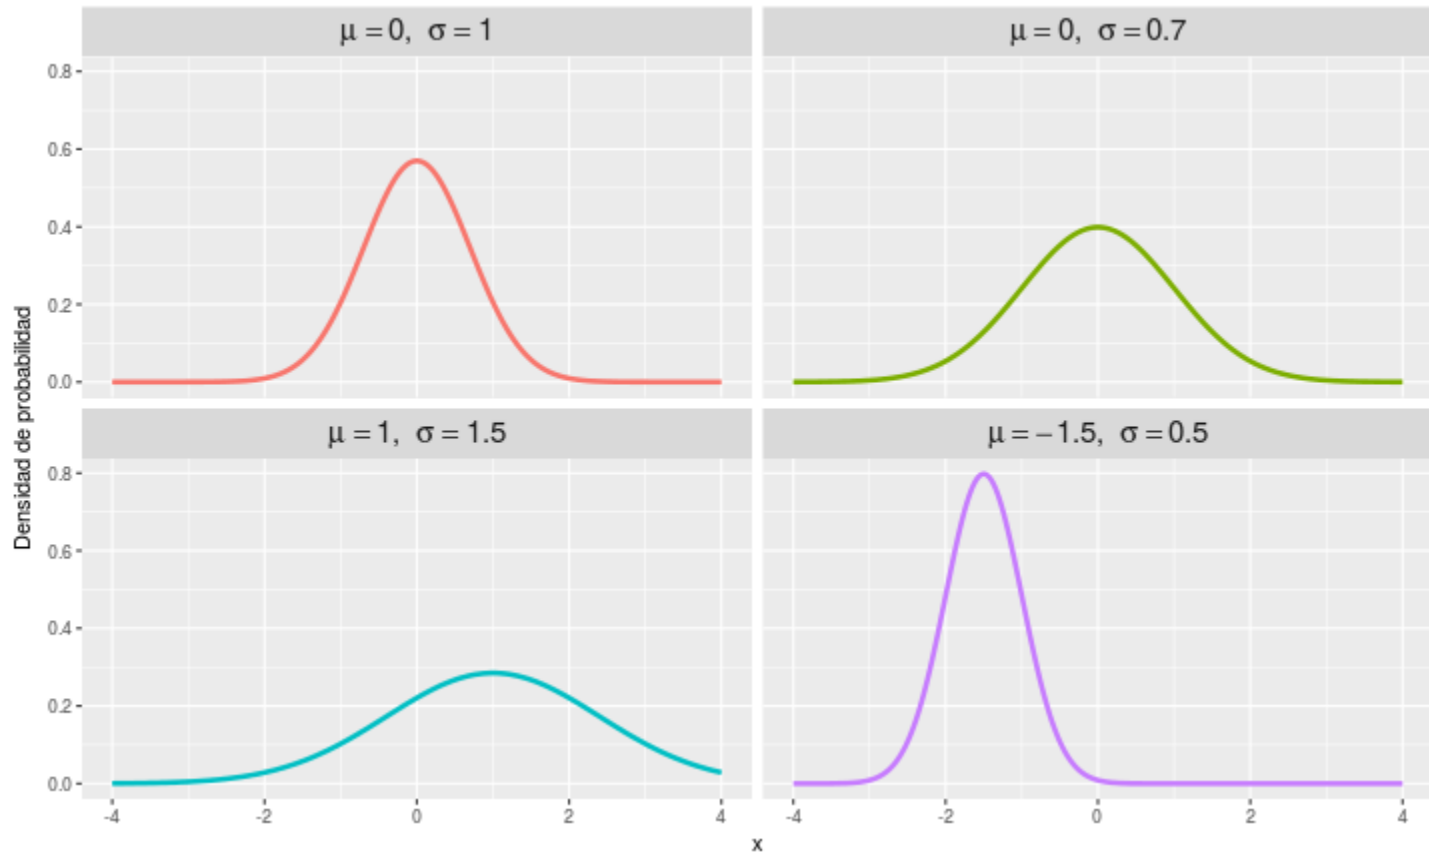 μ = 0, σ = 1
μ = 0, σ = 0.7
0.8
0.6
0.4
0.2
0.0
μ = 1, σ = 1.5
μ = −1.5, σ = 0.5
0.8
0.6
0.4
0.2
0.0
Densidad de probabilidad
-4 -2 0 2 4 -4 -2 0 2 4
x